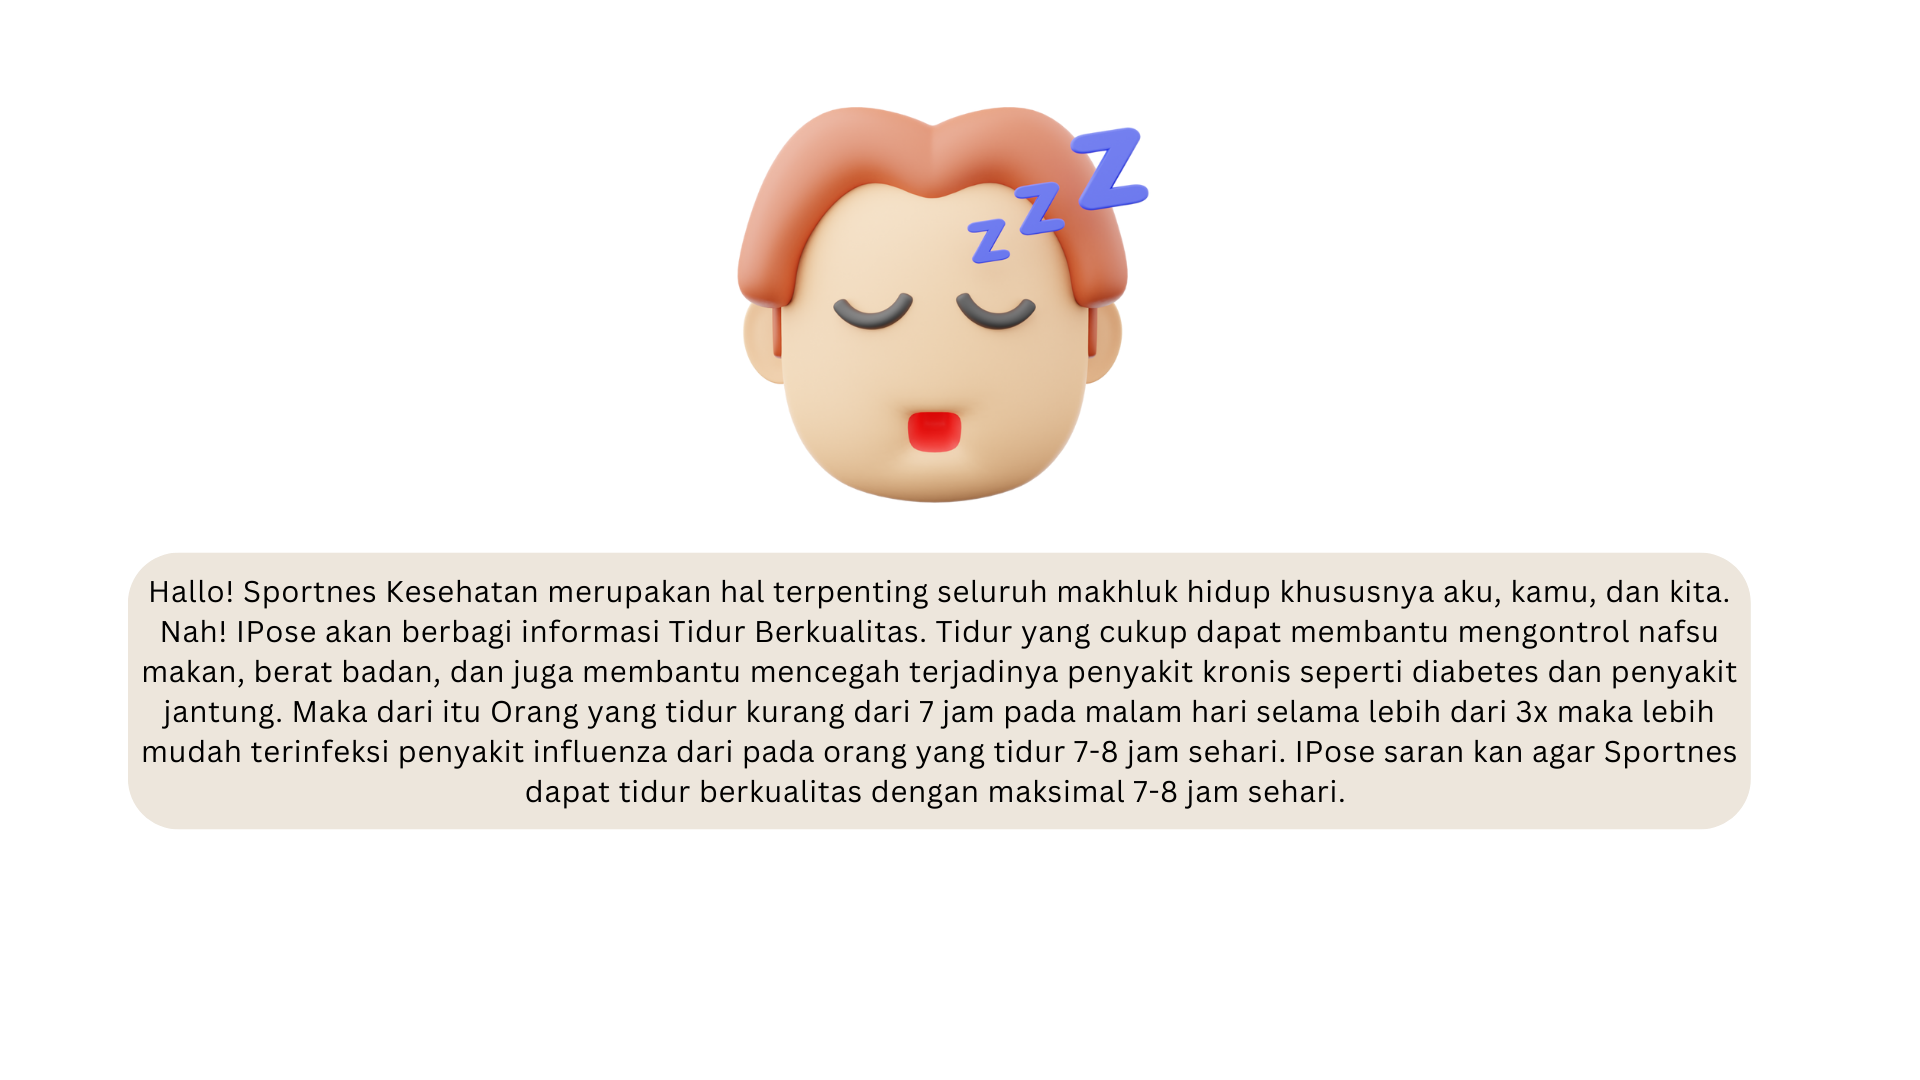 Z
Z
Z
Hallo! Sportnes Kesehatan merupakan hal terpenting seluruh makhluk hidup khususnya aku, kamu, dan kita.
Nah! IPose akan berbagi informasi Tidur Berkualitas. Tidur yang cukup dapat membantu mengontrol nafsu
makan, berat badan, dan juga membantu mencegah terjadinya penyakit kronis seperti diabetes dan penyakit
jantung. Maka dari itu Orang yang tidur kurang dari 7 jam pada malam hari selama lebih dari 3x maka lebih
mudah terinfeksi penyakit influenza dari pada orang yang tidur 7-8 jam sehari. IPose saran kan agar Sportnes
dapat tidur berkualitas dengan maksimal 7-8 jam sehari.